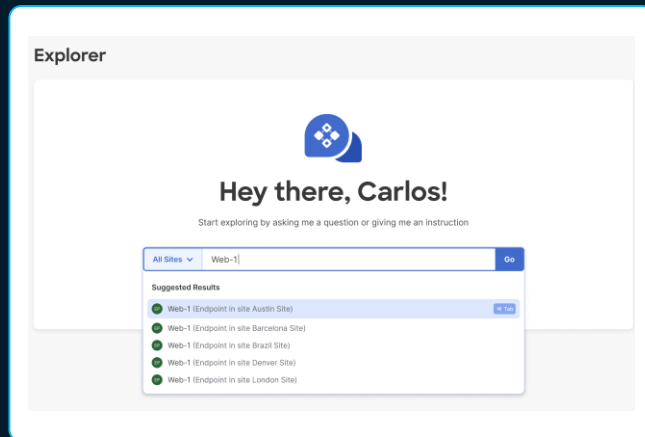 Explorer
Hey there, Carlos!
Start exploring by asking me a question or giving me an instruction
All Sites Web-1 Go
Suggested Results
EP Web-1 (Endpoint in site Austin Site) Tab
EP Web-1 (Endpoint in site Barcelona Site)
EP Web-1 (Endpoint in site Brazil Site)
EP Web-1 (Endpoint in site Denver Site)
EP Web-1 (Endpoint in site London Site)